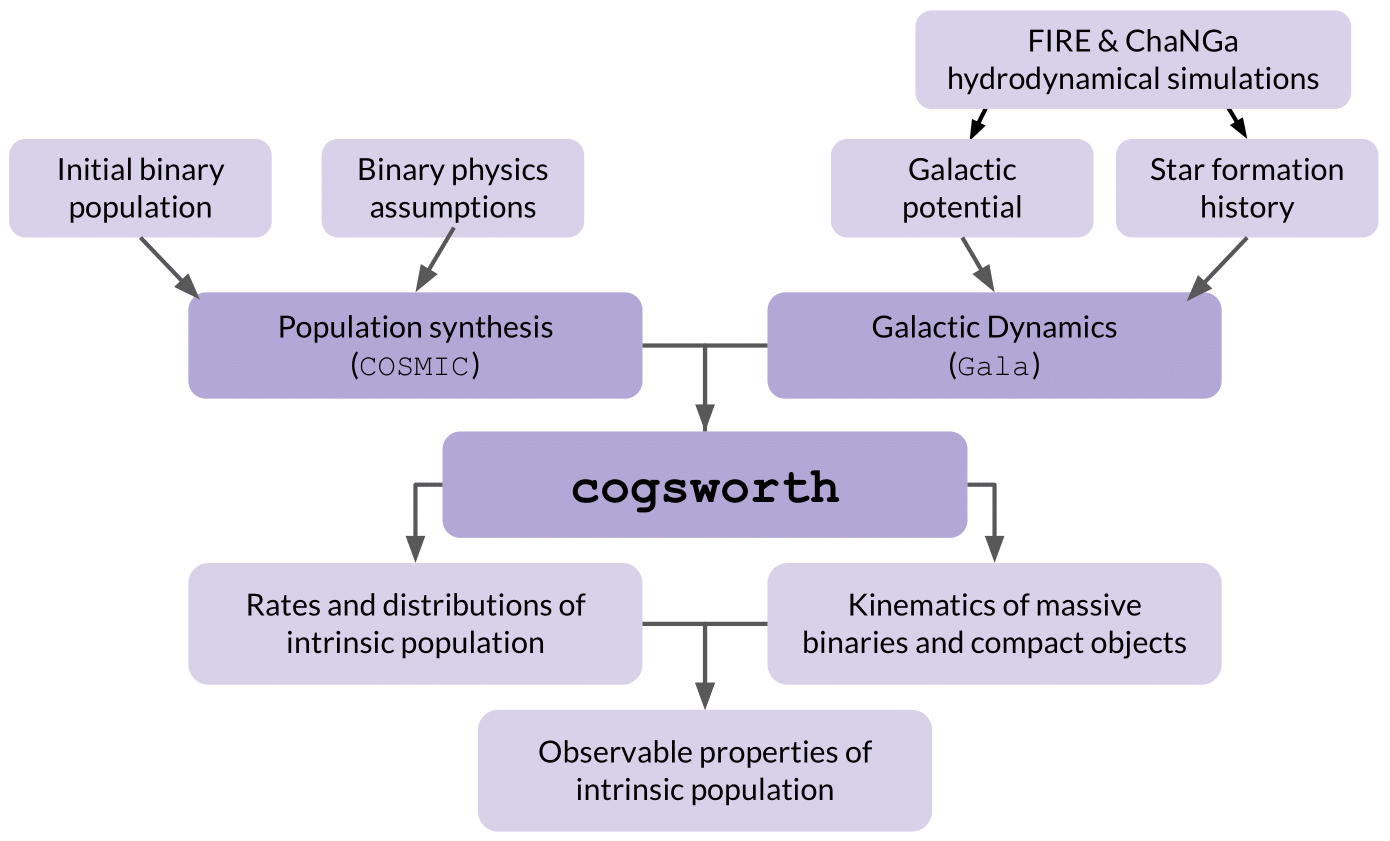 FIRE & ChaNGa
hydrodynamical simulations
Initial binary
population
Binary physics
assumptions
Galactic
potential
Star formation
history
Population synthesis
(COSMIC)
Galactic Dynamics
(Gala)
cogsworth
Rates and distributions of
intrinsic population
Kinematics of massive
binaries and compact objects
Observable properties of
intrinsic population